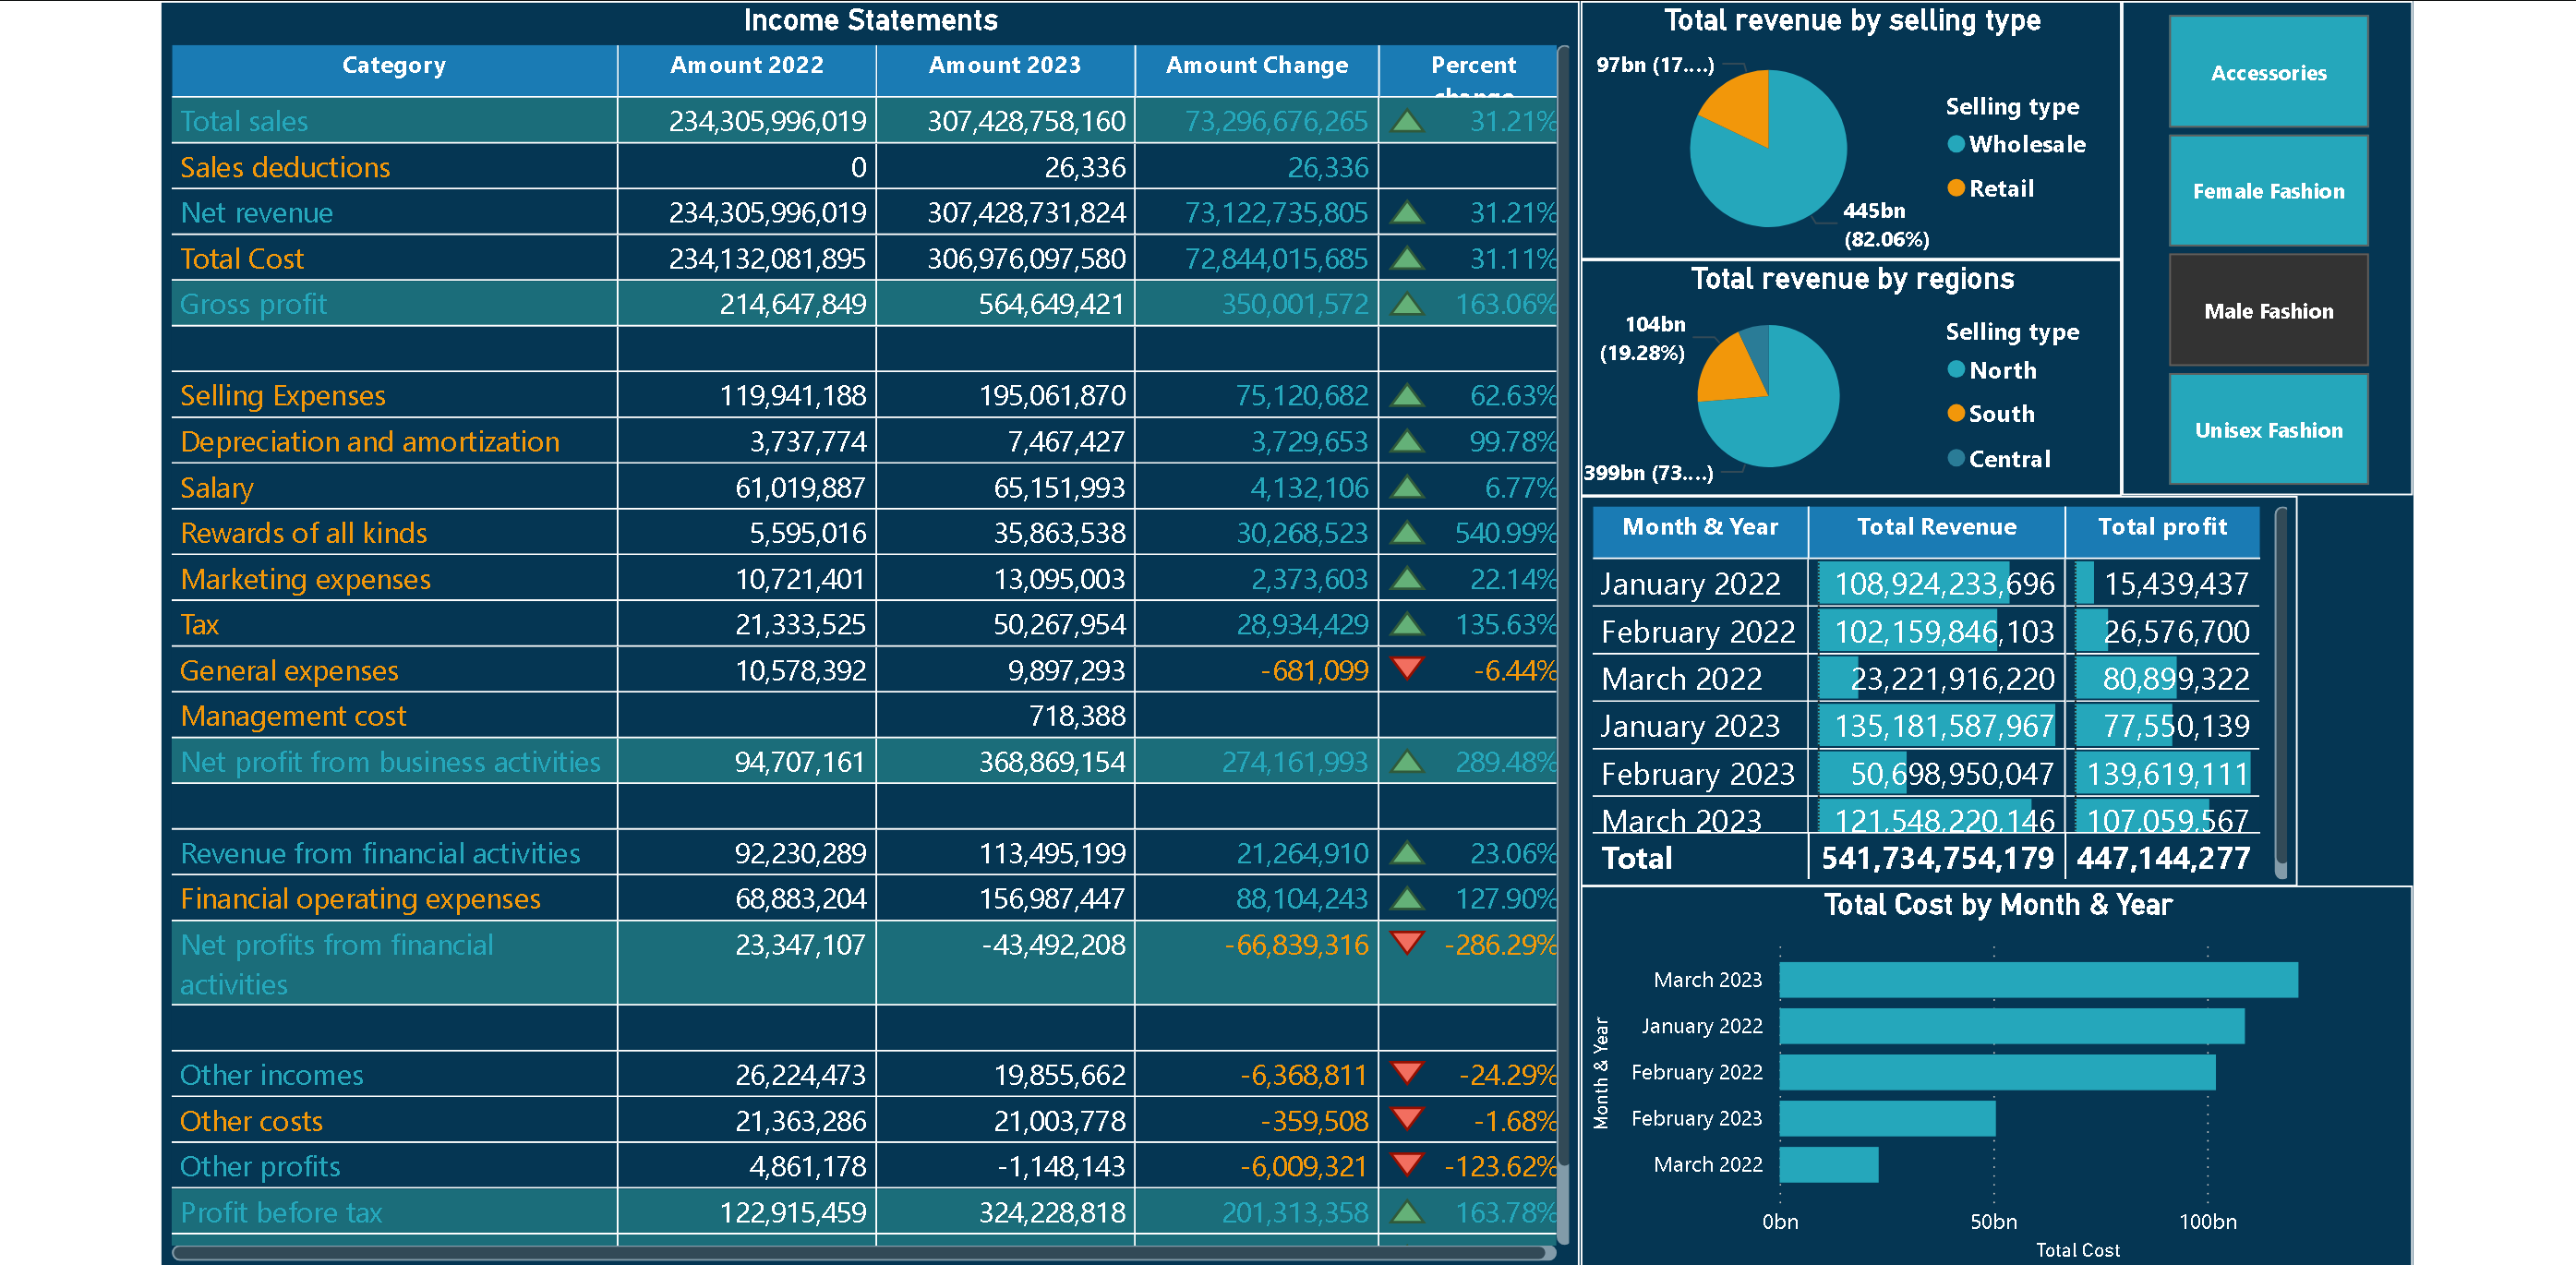 Income Statements
Category Amount 2022 Amount 2023 Amount Change Percent change
Total sales 234,305,996,019 307,428,758,160 73,296,676,265 31.21%
Sales deductions 0 26,336 26,336
Net revenue 234,305,996,019 307,428,731,824 73,122,735,805 31.21%
Total Cost 234,132,081,895 306,976,097,580 72,844,015,685 31.11%
Gross profit 214,647,849 564,649,421 350,001,572 163.06%
Selling Expenses 119,941,188 195,061,870 75,120,682 62.63%
Depreciation and amortization 3,737,774 7,467,427 3,729,653 99.78%
Salary 61,019,887 65,151,993 4,132,106 6.77%
Rewards of all kinds 5,595,016 35,863,538 30,268,523 540.99%
Marketing expenses 10,721,401 13,095,003 2,373,603 22.14%
Tax 21,333,525 50,267,954 28,934,429 135.63%
General expenses 10,578,392 9,897,293 -681,099 -6.44%
Management cost 718,388
Net profit from business activities 94,707,161 368,869,154 274,161,993 289.48%
Revenue from financial activities 92,230,289 113,495,199 21,264,910 23.06%
Financial operating expenses 68,883,204 156,987,447 88,104,243 127.90%
Net profits from financial 23,347,107 -43,492,208 -66,839,316 -286.29%
activities
Other incomes 26,224,473 19,855,662 -6,368,811 -24.29%
Other costs 21,363,286 21,003,778 -359,508 -1.68%
Other profits 4,861,178 -1,148,143 -6,009,321 -123.62%
Profit before tax 122,915,459 324,228,818 201,313,358 163.78%
Total revenue by selling type
97bn (17....)
445bn
(82.06%)
Selling type
Wholesale
Retail
Total revenue by regions
104bn
(19.28%)
399bn (73....)
Selling type
North
South
Central
Accessories
Female Fashion
Male Fashion
Unisex Fashion
Month & Year Total Revenue Total profit
January 2022 108,924,233,696 15,439,437
February 2022 102,159,846,103 26,576,700
March 2022 23,221,916,220 80,899,322
January 2023 135,181,587,967 77,550,139
February 2023 50,698,950,047 139,619,111
March 2023 121,548,220,146 107,059,567
Total 541,734,754,179 447,144,277
Total Cost by Month & Year
Month & Year
March 2023
January 2022
February 2022
February 2023
March 2022
0bn 50bn 100bn
Total Cost